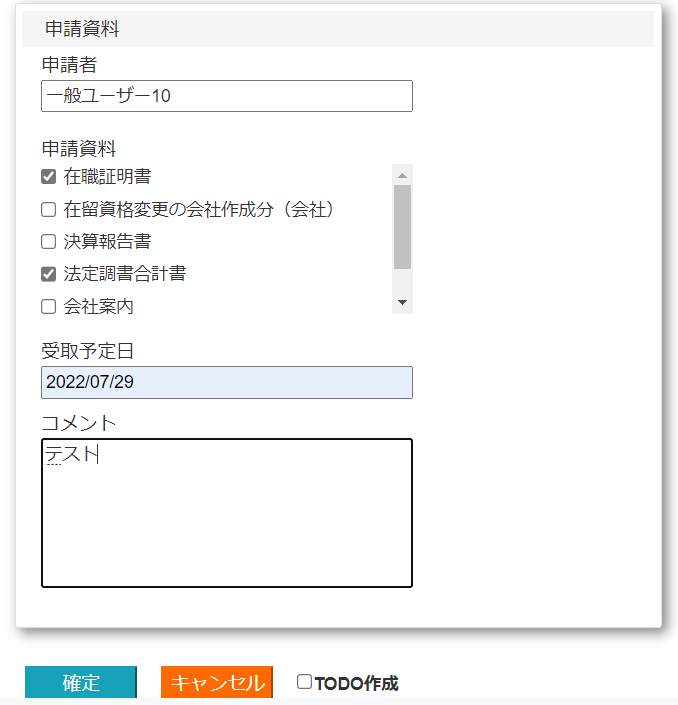 申請資料
申請者
一般ユーザー10
申請資料
在職証明書
在留資格変更の会社作成分（会社）
決算報告書
法定調書合計書
会社案内
受取予定日
2022/07/29
コメント
テスト
確定 キャンセル TODO作成